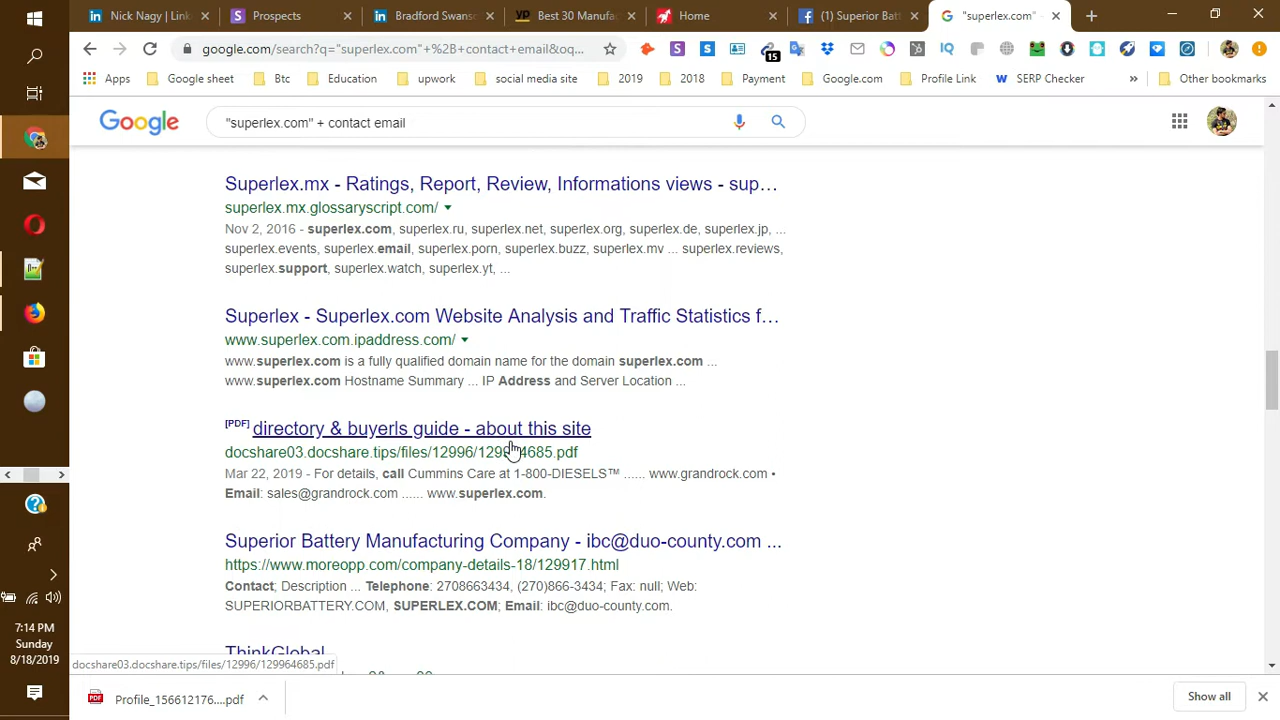 Nick Nagy | Link
Prospects
Bradford Swans
Best 30 Manufa
Home
(1) Superior Batt
"superlex.com"
google.com/search?q="superlex.com"+%2B+contact+email&oq...
15
IQ
Apps
Google sheet
Btc
Education
upwork
social media site
2019
2018
Payment
Google.com
Profile Link
W SERP Checker
»
Other bookmarks
Google
"superlex.com" + contact email
Superlex.mx - Ratings, Report, Review, Informations views - sup...
superlex.mx.glossaryscript.com/
Nov 2, 2016 - superlex.com, superlex.ru, superlex.net, superlex.org, superlex.de, superlex.jp, ...
superlex.events, superlex.email, superlex.porn, superlex.buzz, superlex.mv ... superlex.reviews,
superlex.support, superlex.watch, superlex.yt, ...
Superlex - Superlex.com Website Analysis and Traffic Statistics f...
www.superlex.com.ipaddress.com/
www.superlex.com is a fully qualified domain name for the domain superlex.com ...
www.superlex.com Hostname Summary ... IP Address and Server Location ...
[PDF] directory & buyerls guide - about this site
docshare03.docshare.tips/files/12996/129964685.pdf
Mar 22, 2019 - For details, call Cummins Care at 1-800-DIESELS™ ...... www.grandrock.com •
Email: sales@grandrock.com ...... www.superlex.com.
Superior Battery Manufacturing Company - ibc@duo-county.com ...
https://www.moreopp.com/company-details-18/129917.html
Contact; Description ... Telephone: 2708663434, (270)866-3434; Fax: null; Web:
SUPERIORBATTERY.COM, SUPERLEX.COM; Email: ibc@duo-county.com.
ThinkGlobal
docshare03.docshare.tips/files/12996/129964685.pdf
7:14 PM
Sunday
8/18/2019
Profile_156612176....pdf
Show all